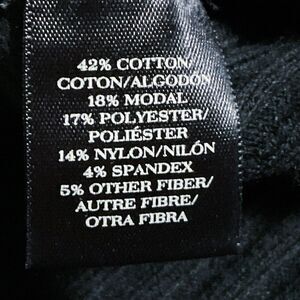 42% COTTON
COTON/ALGODON
18% MODAL
17% POLYESTER/
POLIÉSTER
14% NYLON/NILÓN
4% SPANDEX
5% OTHER FIBER/
AUTRE FIBRE/
OTRA FIBRA